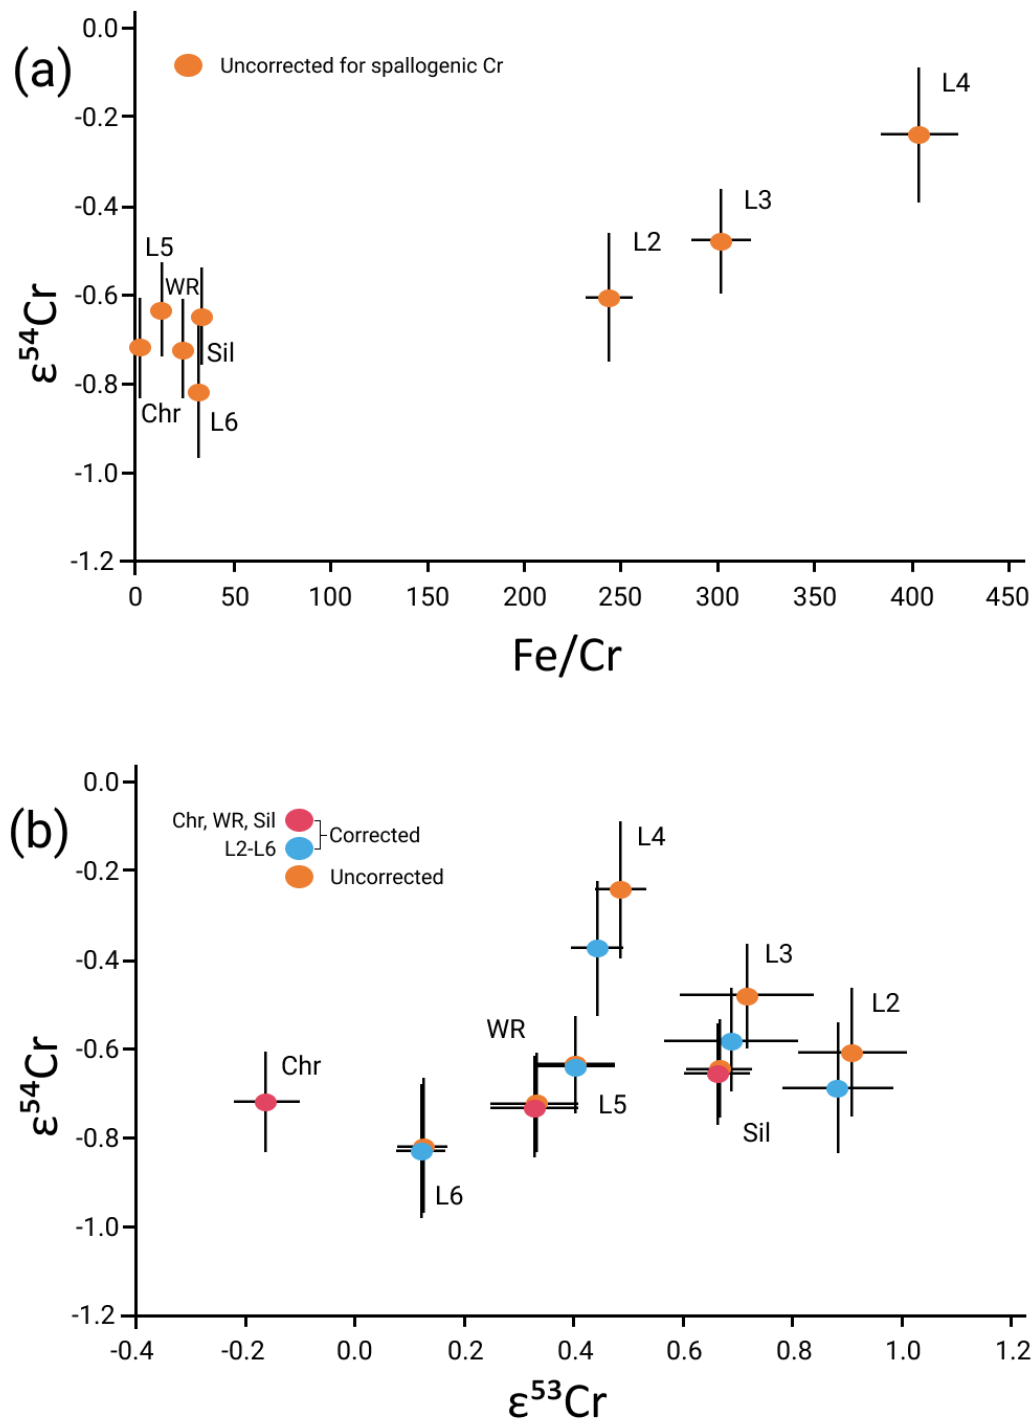 (a)
0.0
-0.2
-0.4
-0.6
-0.8
-1.0
-1.2
ε⁵⁴Cr
Uncorrected for spallogenic Cr
L4
L3
L2
L5
WR
Sil
Chr
L6
0 50 100 150 200 250 300 350 400 450
Fe/Cr
(b)
0.0
-0.2
-0.4
-0.6
-0.8
-1.0
-1.2
ε⁵⁴Cr
Chr, WR, Sil
Corrected
L2-L6
Uncorrected
L4
L3
L2
WR
Chr
L5
Sil
L6
-0.4 -0.2 0.0 0.2 0.4 0.6 0.8 1.0 1.2
ε⁵³Cr